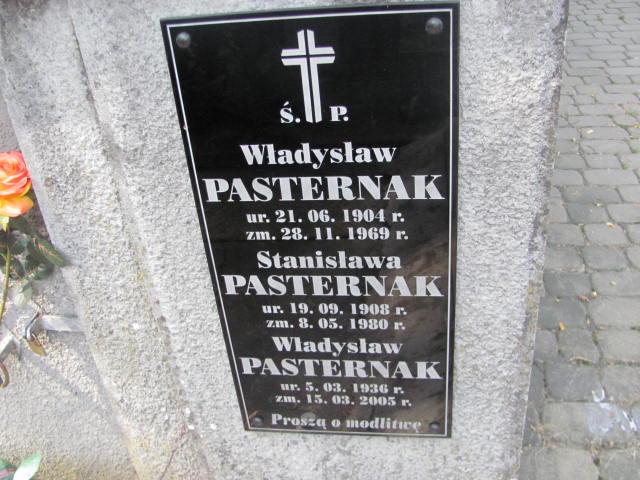 Ś. P.
Władysław
PASTERNAK
ur. 21. 06. 1904 r.
zm. 28. 11. 1969 r.
Stanisława
PASTERNAK
ur. 19. 09. 1908 r.
zm. 8. 05. 1980 r.
Władysław
PASTERNAK
ur. 5. 03. 1936 r.
zm. 15. 03. 2005 r.
Proszą o modlitwę